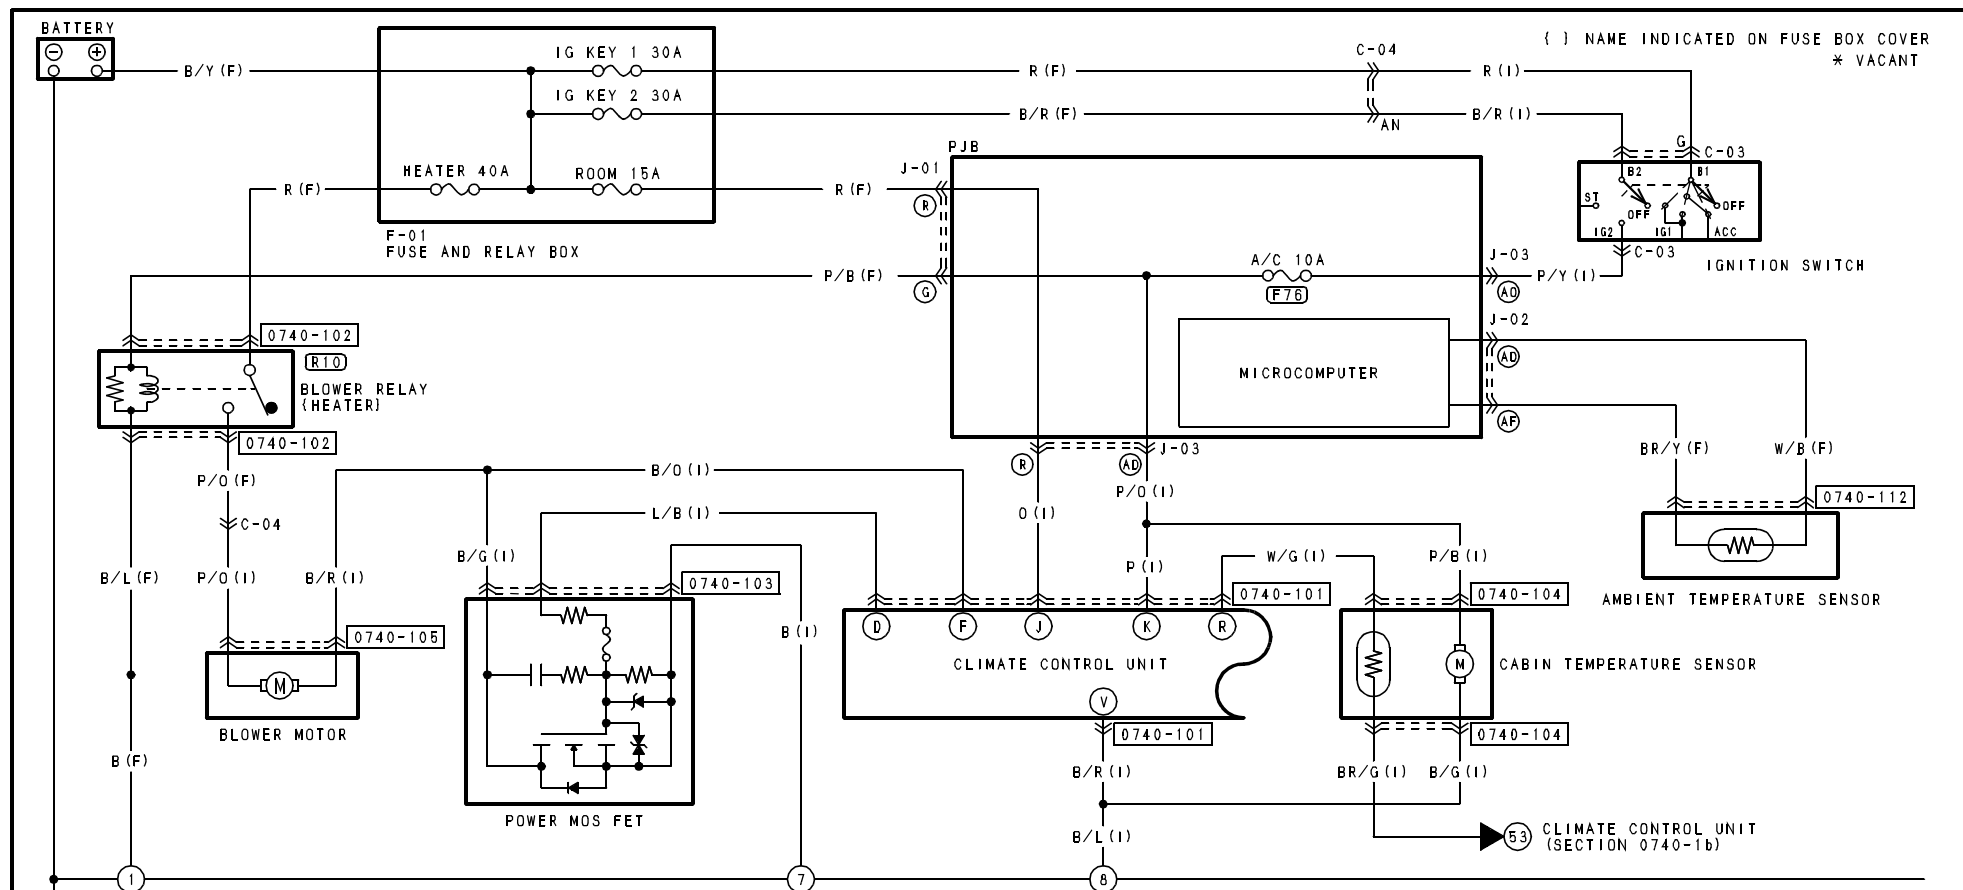 BATTERY
IG KEY 1 30A
C-04
{ } NAME INDICATED ON FUSE BOX COVER
* VACANT
B/Y(F)
R(F)
R(I)
IG KEY 2 30A
B/R(F)
AN
B/R(I)
PJB
G
C-03
HEATER 40A
ROOM 15A
J-01
B2
B1
R(F)
R(F)
R
ST
OFF
OFF
F-01
FUSE AND RELAY BOX
IG2
IG1
ACC
A/C 10A
J-03
C-03
IGNITION SWITCH
P/B(F)
P/Y(I)
G
F76
AO
J-02
0740-102
R10
AD
MICROCOMPUTER
BLOWER RELAY
{HEATER}
AF
0740-102
J-03
BR/Y(F)
W/B(F)
B/O(I)
R
AD
P/O(F)
P/O(I)
0740-112
L/B(I)
O(I)
C-04
B/G(I)
W/G(I)
P/B(I)
P(I)
B/L(F)
P/O(I)
B/R(I)
0740-103
0740-101
0740-104
AMBIENT TEMPERATURE SENSOR
0740-105
B(I)
D
F
J
K
R
CLIMATE CONTROL UNIT
M
CABIN TEMPERATURE SENSOR
M
V
BLOWER MOTOR
0740-101
0740-104
B(F)
B/R(I)
BR/G(I)
B/G(I)
POWER MOS FET
B/L(I)
53
CLIMATE CONTROL UNIT
(SECTION 0740-1b)
1
7
8